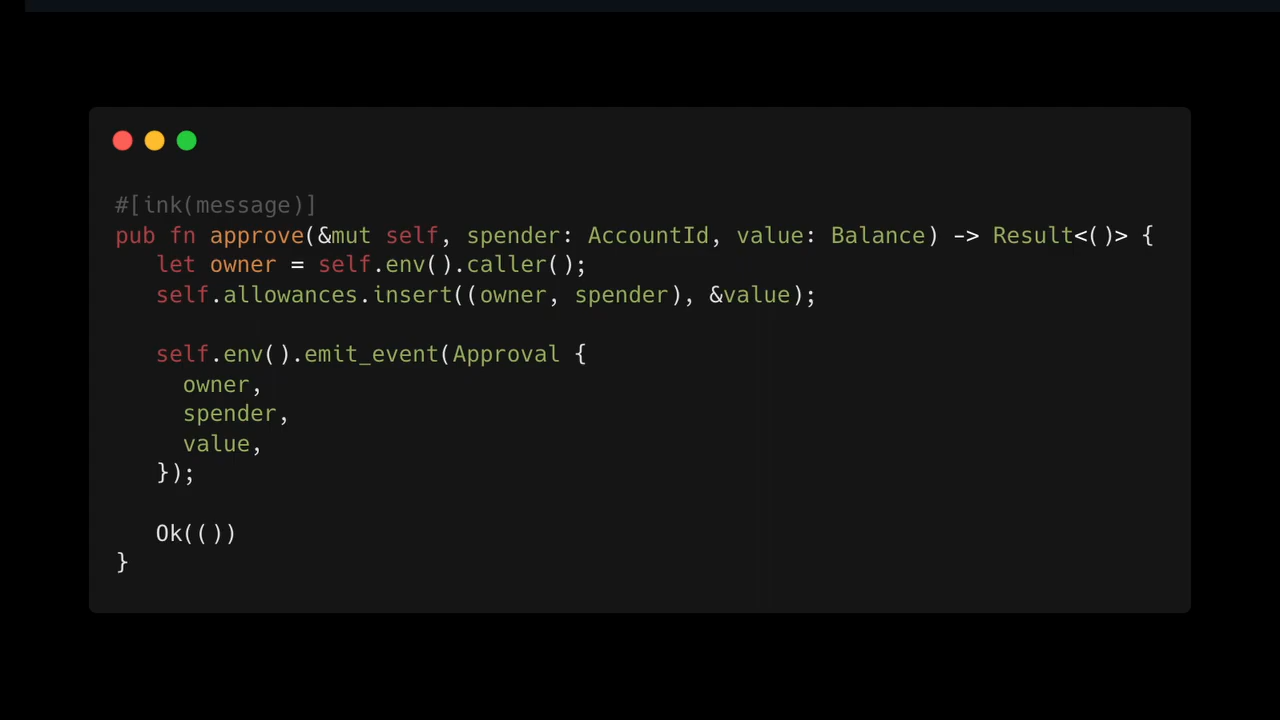 #[ink(message)]
pub fn approve(&mut self, spender: AccountId, value: Balance) -> Result<()> {
let owner = self.env().caller();
self.allowances.insert((owner, spender), &value);
self.env().emit_event(Approval {
owner,
spender,
value,
});
Ok(())
}